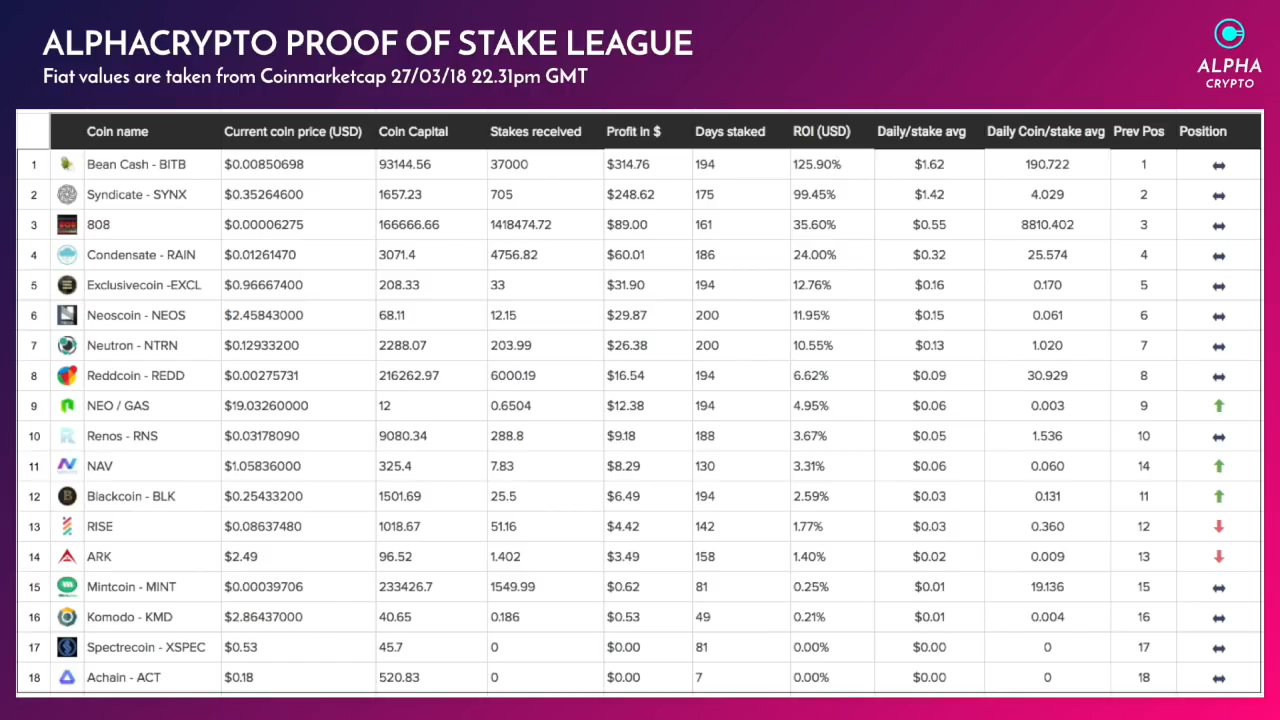 ALPHACRYPTO PROOF OF STAKE LEAGUE
Fiat values are taken from Coinmarketcap 27/03/18 22.31pm GMT
ALPHA
CRYPTO
Coin name Current coin price (USD) Coin Capital Stakes received Profit in $ Days staked ROI (USD) Daily/stake avg Daily Coin/stake avg Prev Pos Position
1 Bean Cash - BITB $0.00850698 93144.56 37000 $314.76 194 125.90% $1.62 190.722 1
2 Syndicate - SYNX $0.35264600 1657.23 705 $248.62 175 99.45% $1.42 4.029 2
3 808 $0.00006275 166666.66 1418474.72 $89.00 161 35.60% $0.55 8810.402 3
4 Condensate - RAIN $0.01261470 3071.4 4756.82 $60.01 186 24.00% $0.32 25.574 4
5 Exclusivecoin -EXCL $0.96667400 208.33 33 $31.90 194 12.76% $0.16 0.170 5
6 Neoscoin - NEOS $2.45843000 68.11 12.15 $29.87 200 11.95% $0.15 0.061 6
7 Neutron - NTRN $0.12933200 2288.07 203.99 $26.38 200 10.55% $0.13 1.020 7
8 Reddcoin - REDD $0.00275731 216262.97 6000.19 $16.54 194 6.62% $0.09 30.929 8
9 NEO / GAS $19.03260000 12 0.6504 $12.38 194 4.95% $0.06 0.003 9
10 Renos - RNS $0.03178090 9080.34 288.8 $9.18 188 3.67% $0.05 1.536 10
11 NAV $1.05836000 325.4 7.83 $8.29 130 3.31% $0.06 0.060 14
12 Blackcoin - BLK $0.25433200 1501.69 25.5 $6.49 194 2.59% $0.03 0.131 11
13 RISE $0.08637480 1018.67 51.16 $4.42 142 1.77% $0.03 0.360 12
14 ARK $2.49 96.52 1.402 $3.49 158 1.40% $0.02 0.009 13
15 Mintcoin - MINT $0.00039706 233426.7 1549.99 $0.62 81 0.25% $0.01 19.136 15
16 Komodo - KMD $2.86437000 40.65 0.186 $0.53 49 0.21% $0.01 0.004 16
17 Spectrecoin - XSPEC $0.53 45.7 0 $0.00 81 0.00% $0.00 0 17
18 Achain - ACT $0.18 520.83 0 $0.00 7 0.00% $0.00 0 18